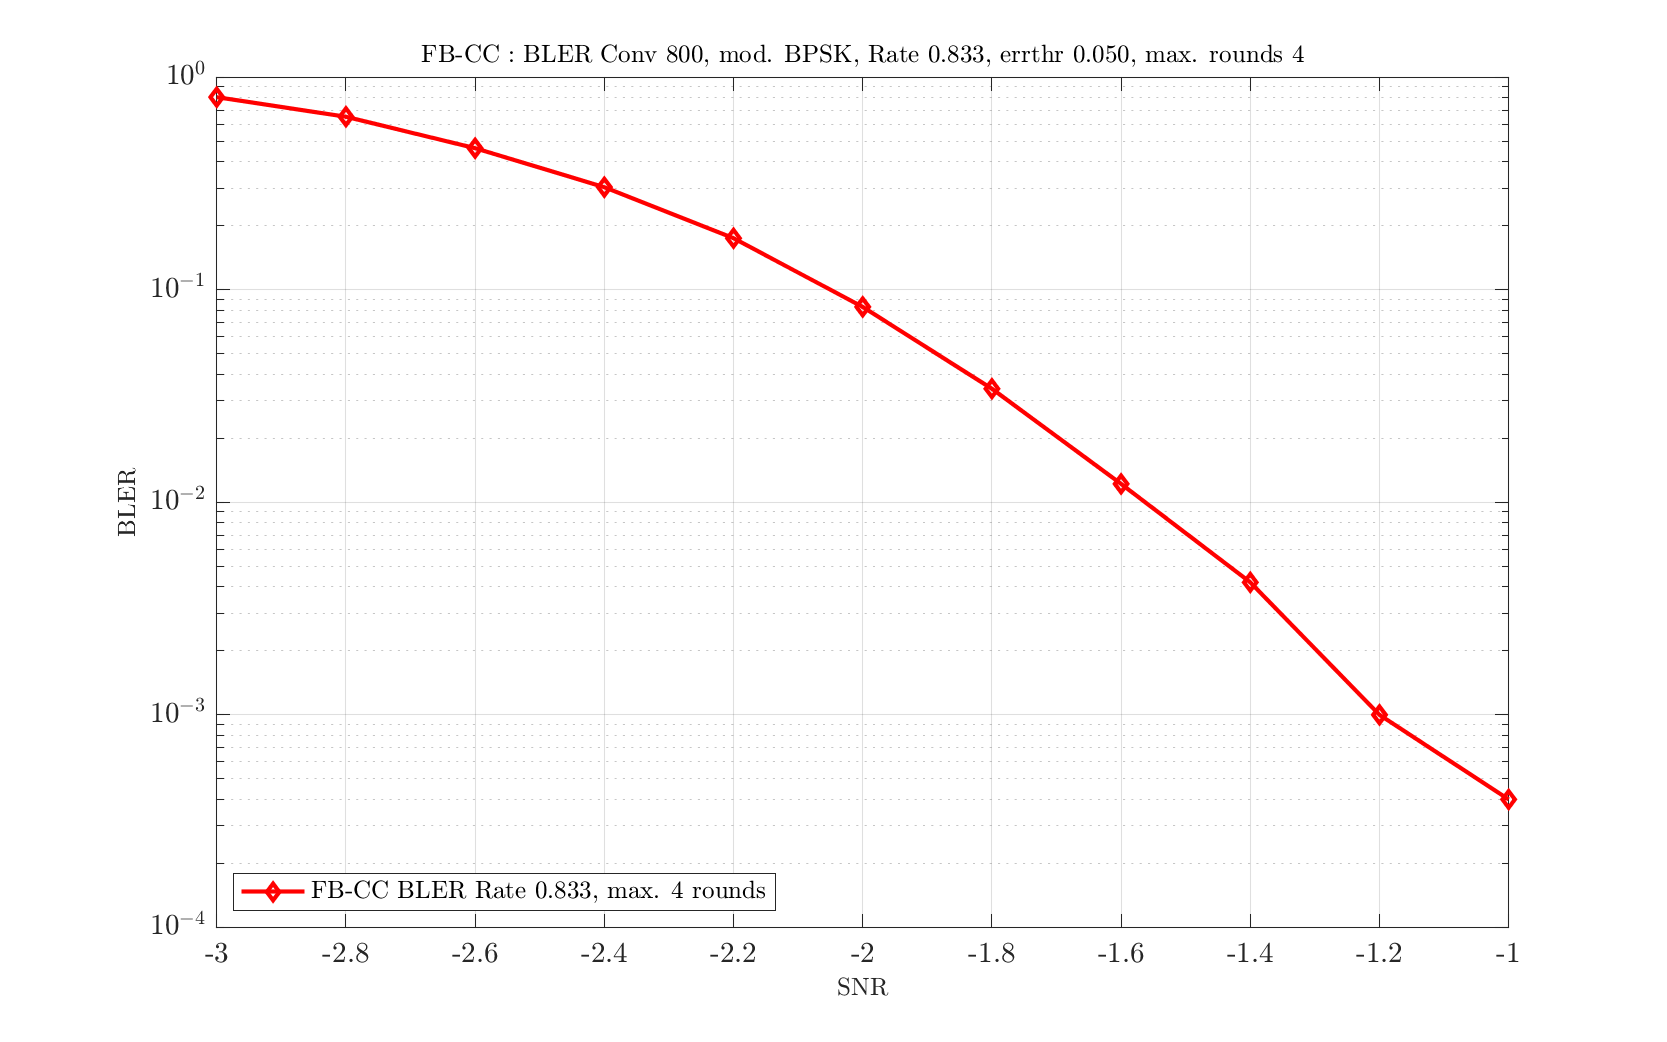 FB-CC : BLER Conv 800, mod. BPSK, Rate 0.833, errthr 0.050, max. rounds 4
10^0
10^-1
10^-2
10^-3
10^-4
BLER
FB-CC BLER Rate 0.833, max. 4 rounds
-3 -2.8 -2.6 -2.4 -2.2 -2 -1.8 -1.6 -1.4 -1.2 -1
SNR